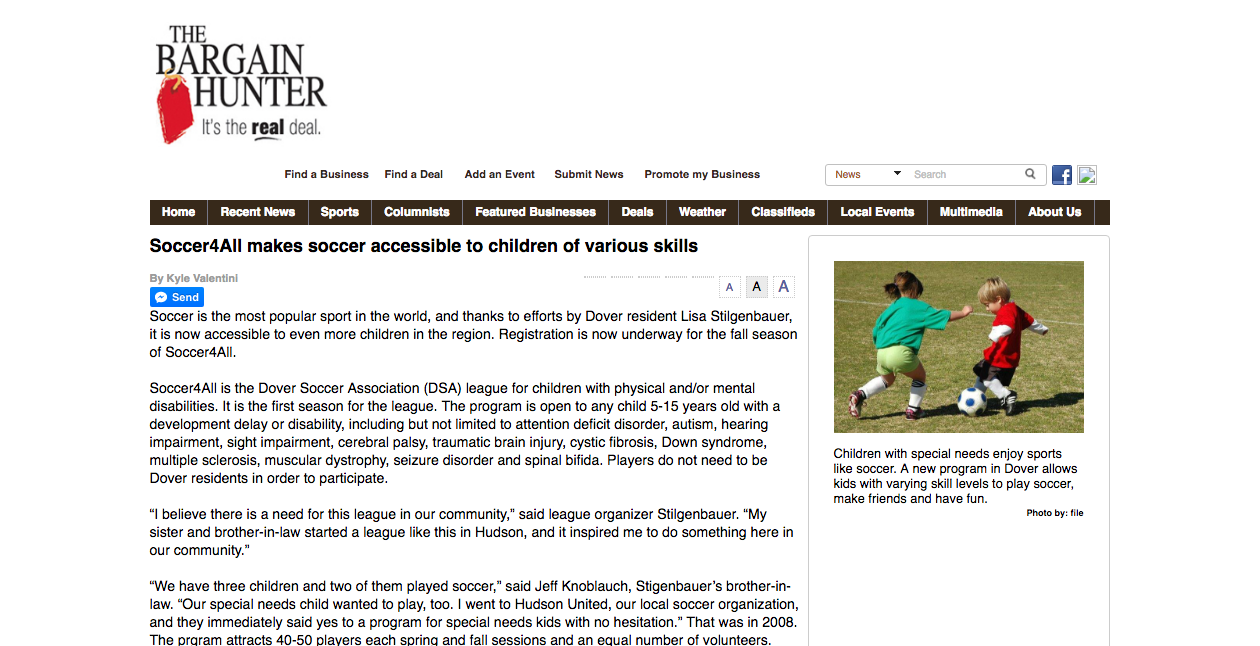 THE
BARGAIN
HUNTER
It's the real deal.
Find a Business Find a Deal Add an Event Submit News Promote my Business News Search
Home Recent News Sports Columnists Featured Businesses Deals Weather Classifieds Local Events Multimedia About Us
Soccer4All makes soccer accessible to children of various skills
By Kyle Valentini
A A A
Send
Soccer is the most popular sport in the world, and thanks to efforts by Dover resident Lisa Stilgenbauer,
it is now accessible to even more children in the region. Registration is now underway for the fall season
of Soccer4All.
Soccer4All is the Dover Soccer Association (DSA) league for children with physical and/or mental
disabilities. It is the first season for the league. The program is open to any child 5-15 years old with a
development delay or disability, including but not limited to attention deficit disorder, autism, hearing
impairment, sight impairment, cerebral palsy, traumatic brain injury, cystic fibrosis, Down syndrome,
multiple sclerosis, muscular dystrophy, seizure disorder and spinal bifida. Players do not need to be
Dover residents in order to participate.
“I believe there is a need for this league in our community,” said league organizer Stilgenbauer. “My
sister and brother-in-law started a league like this in Hudson, and it inspired me to do something here in
our community.”
“We have three children and two of them played soccer,” said Jeff Knoblauch, Stigenbauer’s brother-in-
law. “Our special needs child wanted to play, too. I went to Hudson United, our local soccer organization,
and they immediately said yes to a program for special needs kids with no hesitation.” That was in 2008.
The prgram attracts 40-50 players each spring and fall sessions and an equal number of volunteers.
Children with special needs enjoy sports
like soccer. A new program in Dover allows
kids with varying skill levels to play soccer,
make friends and have fun.
Photo by: file